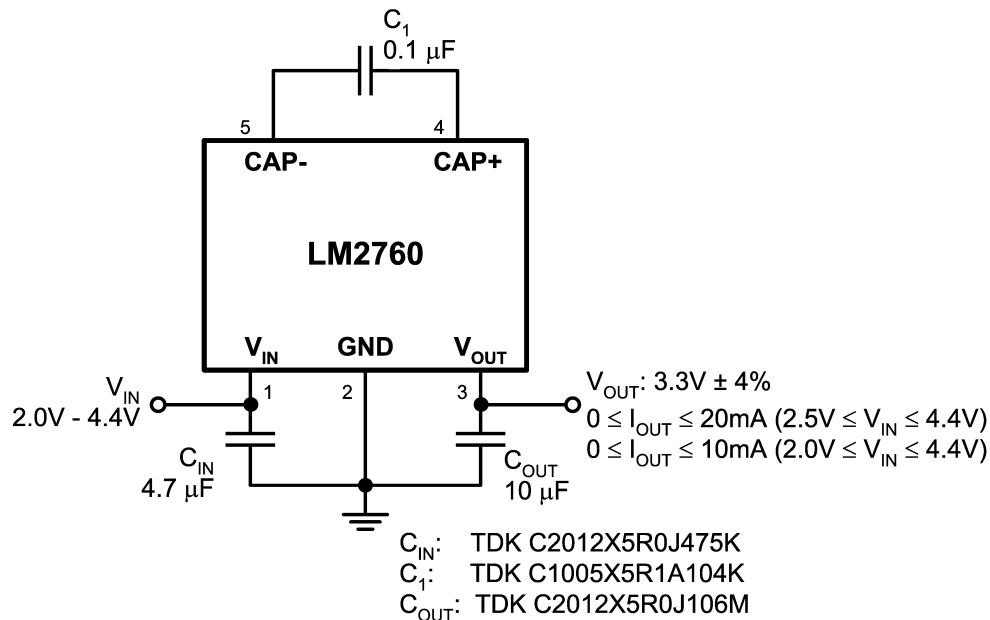 C1
0.1 μF
5
4
CAP-
CAP+
LM2760
VIN
GND
VOUT
1
2
3
VIN
2.0V - 4.4V
CIN
4.7 μF
COUT
10 μF
VOUT: 3.3V ± 4%
0 ≤ IOUT ≤ 20mA (2.5V ≤ VIN ≤ 4.4V)
0 ≤ IOUT ≤ 10mA (2.0V ≤ VIN ≤ 4.4V)
CIN: TDK C2012X5R0J475K
C1: TDK C1005X5R1A104K
COUT: TDK C2012X5R0J106M